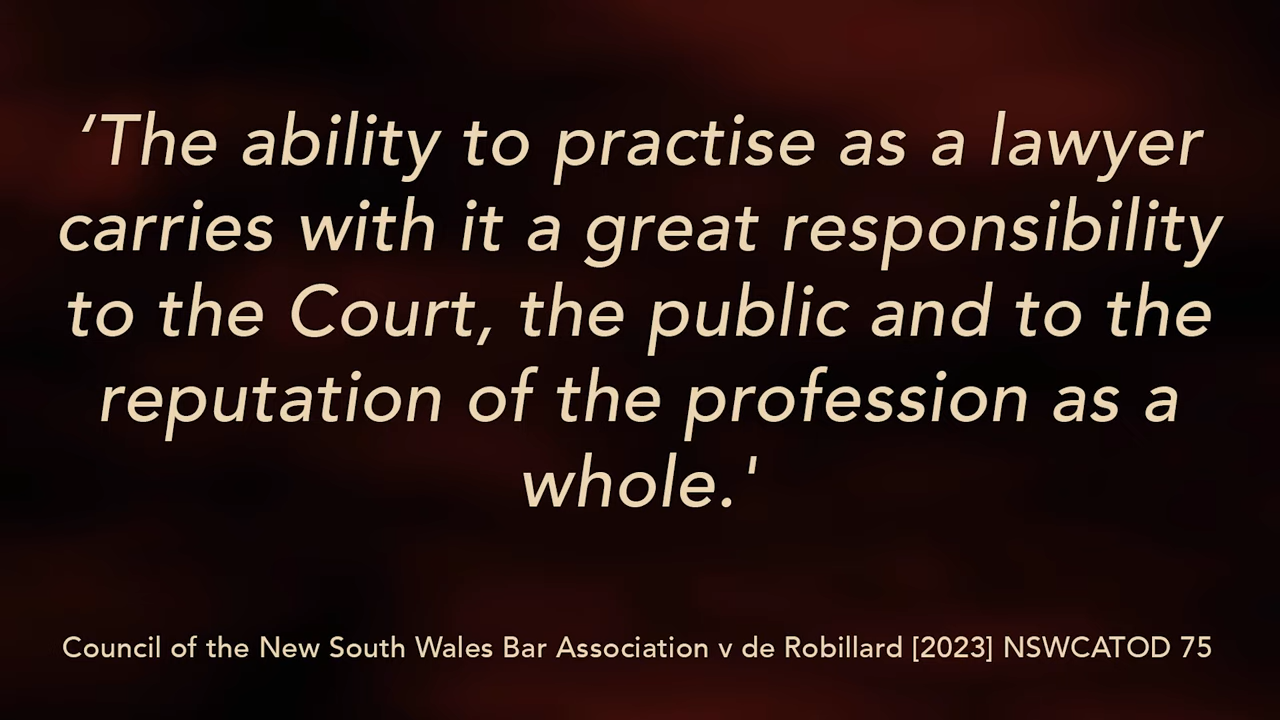 ‘The ability to practise as a lawyer
carries with it a great responsibility
to the Court, the public and to the
reputation of the profession as a
whole.'
Council of the New South Wales Bar Association v de Robillard [2023] NSWCATOD 75